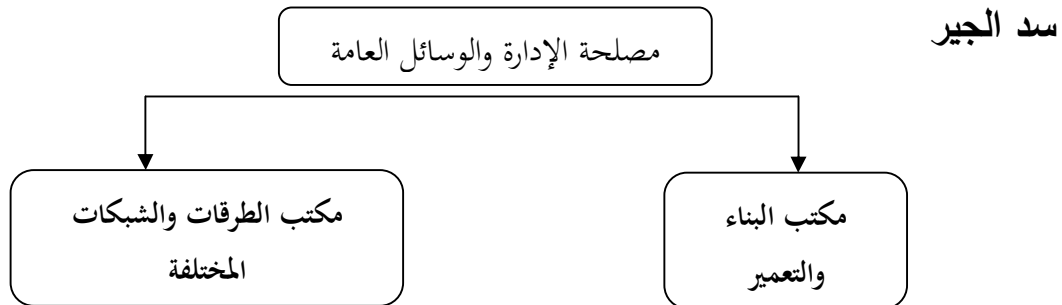 سد الجير
مصلحة الإدارة والوسائل العامة
مكتب البناء
والتعمير
مكتب الطرقات والشبكات
المختلفة